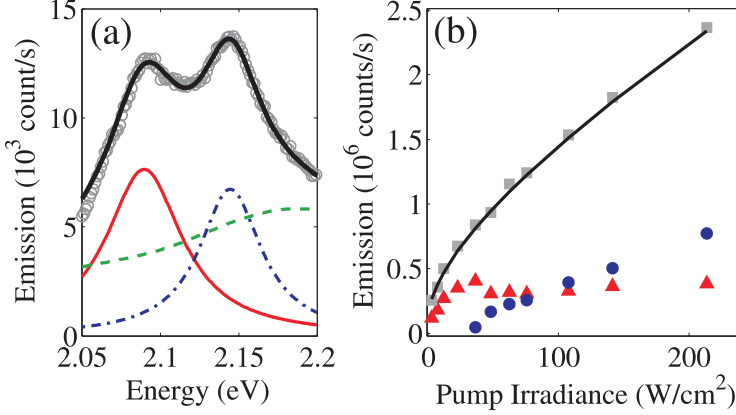 (a)
15
10
5
0
2.05
2.1
2.15
2.2
Energy (eV)
Emission (10³ count/s)
(b)
2.5
2
1.5
1
0.5
0
0
100
200
Pump Irradiance (W/cm²)
Emission (10⁶ counts/s)